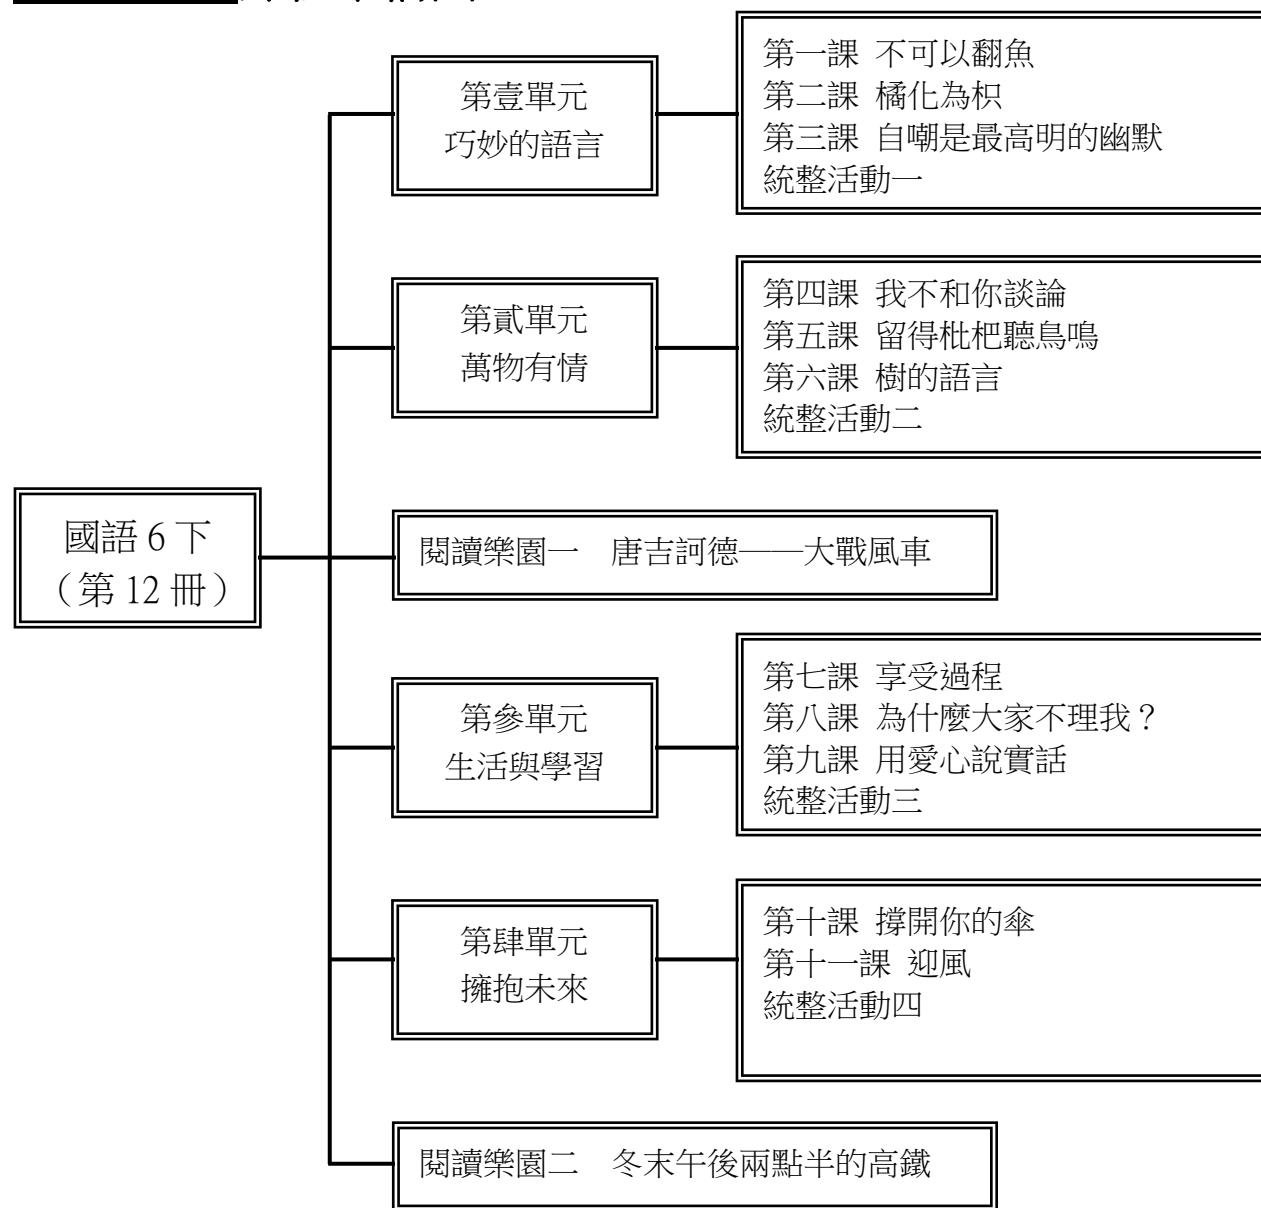 第壹單元
巧妙的語言
第一課 不可以翻魚
第二課 橘化為枳
第三課 自嘲是最高明的幽默
統整活動一
第貳單元
萬物有情
第四課 我不和你談論
第五課 留得枇杷聽鳥鳴
第六課 樹的語言
統整活動二
國語 6 下
（第 12 冊）
閱讀樂園一　唐吉訶德——大戰風車
第參單元
生活與學習
第七課 享受過程
第八課 為什麼大家不理我？
第九課 用愛心說實話
統整活動三
第肆單元
擁抱未來
第十課 撐開你的傘
第十一課 迎風
統整活動四
閱讀樂園二　冬末午後兩點半的高鐵